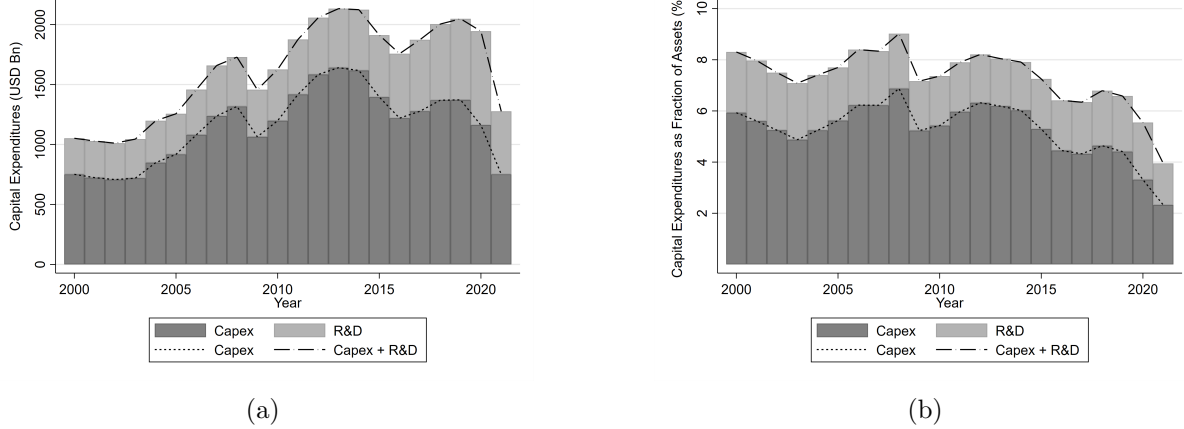 Capital Expenditures (USD Bn)
2000
1500
1000
500
0
2000
2005
2010
2015
2020
Year
Capex
R&D
Capex
Capex + R&D
(a)
Capital Expenditures as Fraction of Assets (%
10
8
6
4
2
2000
2005
2010
2015
2020
Year
Capex
R&D
Capex
Capex + R&D
(b)